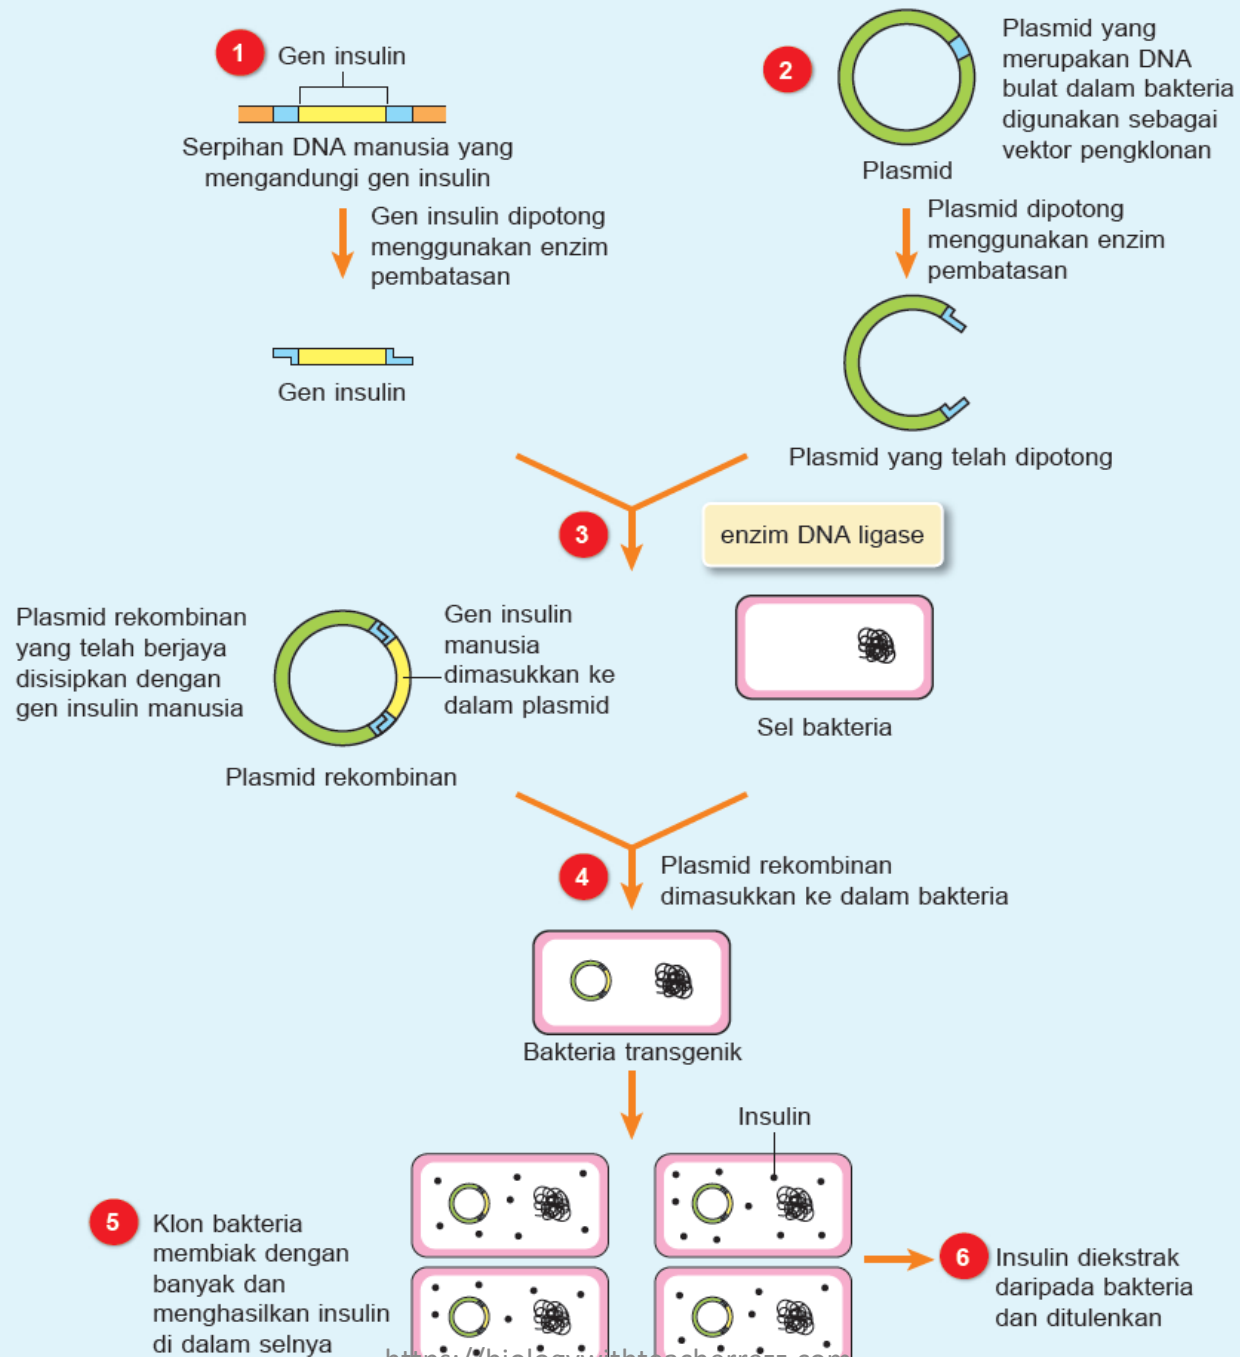 1
Gen insulin
Serpihan DNA manusia yang
mengandungi gen insulin
Gen insulin dipotong
menggunakan enzim
pembatasan
Gen insulin
2
Plasmid yang
merupakan DNA
bulat dalam bakteria
digunakan sebagai
vektor pengklonan
Plasmid
Plasmid dipotong
menggunakan enzim
pembatasan
Plasmid yang telah dipotong
3
enzim DNA ligase
Plasmid rekombinan
yang telah berjaya
disisipkan dengan
gen insulin manusia
Gen insulin
manusia
dimasukkan ke
dalam plasmid
Plasmid rekombinan
Sel bakteria
4
Plasmid rekombinan
dimasukkan ke dalam bakteria
Bakteria transgenik
Insulin
5
Klon bakteria
membiak dengan
banyak dan
menghasilkan insulin
di dalam selnya
6
Insulin diekstrak
daripada bakteria
dan ditulenkan
https://biologywithteacherrozz.com